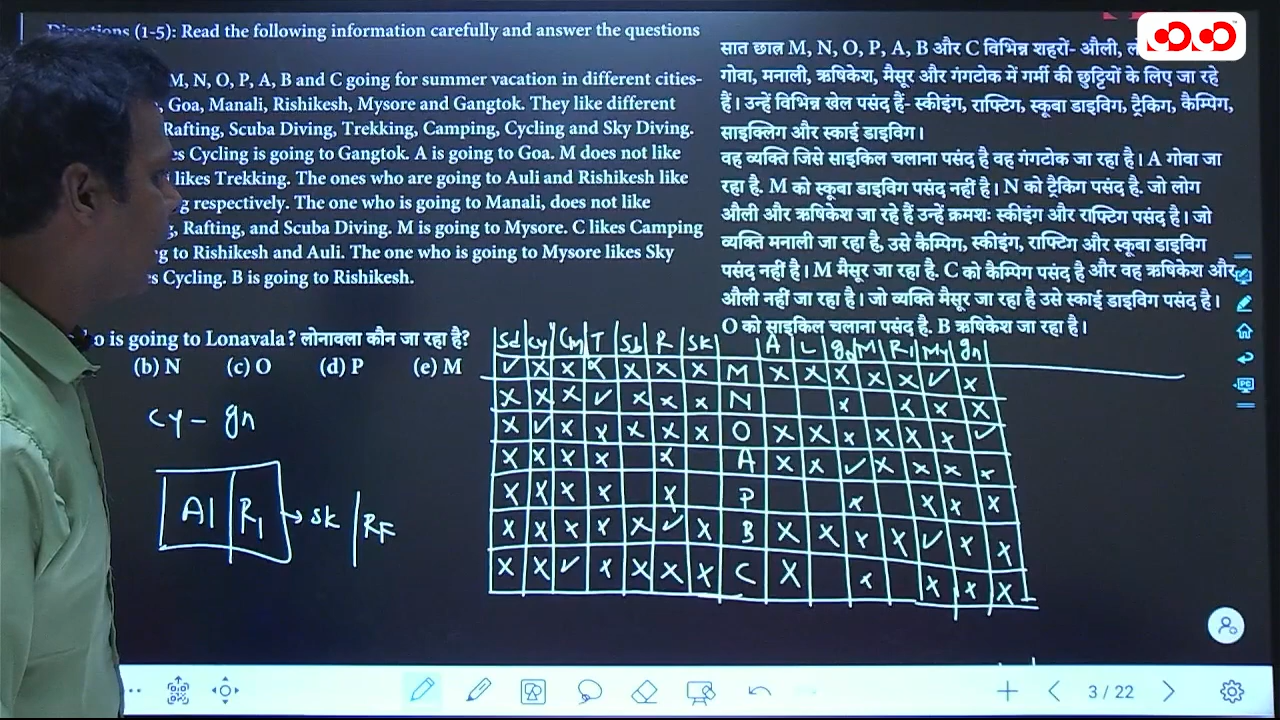 Directions (1-5): Read the following information carefully and answer the questions
M, N, O, P, A, B and C going for summer vacation in different cities-
Goa, Manali, Rishikesh, Mysore and Gangtok. They like different
Rafting, Scuba Diving, Trekking, Camping, Cycling and Sky Diving.
Cycling is going to Gangtok. A is going to Goa. M does not like
likes Trekking. The ones who are going to Auli and Rishikesh like
respectively. The one who is going to Manali, does not like
Rafting, and Scuba Diving. M is going to Mysore. C likes Camping
to Rishikesh and Auli. The one who is going to Mysore likes Sky
Cycling. B is going to Rishikesh.
o is going to Lonavala? लोनावला कौन जा रहा है?
(b) N (c) O (d) P (e) M
सात छात्र M, N, O, P, A, B और C विभिन्न शहरों- औली,
गोवा, मनाली, ऋषिकेश, मैसूर और गंगटोक में गर्मी की छुट्टियों के लिए जा रहे
हैं। उन्हें विभिन्न खेल पसंद हैं- स्कीइंग, राफ्टिग, स्कूबा डाइविग, ट्रैकिग, कैम्पिग,
साइक्लिग और स्काई डाइविग।
वह व्यक्ति जिसे साइकिल चलाना पसंद है वह गंगटोक जा रहा है। A गोवा जा
रहा है. M को स्कूबा डाइविग पसंद नहीं है। N को ट्रैकिग पसंद है. जो लोग
औली और ऋषिकेश जा रहे हैं उन्हें क्रमशः स्कीइंग और राफ्टिग पसंद है। जो
व्यक्ति मनाली जा रहा है, उसे कैम्पिग, स्कीइंग, राफ्टिग और स्कूबा डाइविग
पसंद नहीं है। M मैसूर जा रहा है. C को कैम्पिग पसंद है और वह ऋषिकेश और
औली नहीं जा रहा है। जो व्यक्ति मैसूर जा रहा है उसे स्काई डाइविग पसंद है।
O को साइकिल चलाना पसंद है. B ऋषिकेश जा रहा है।
Sd Cy Cm T Sb R SK A L gn M Ri My gn
✓ X X X X X X M X X X X X ✓ X
X X X ✓ X X X N X X X X
X ✓ X X X X X O X X X X X X ✓
X X X X X A X X ✓ X X X X
X X X X X P X X X X
X X X X X ✓ X B X X X X ✓ X X
X X ✓ X X X X C X X X X X
Cy - gn
Al Ri → SK RF
3 / 22